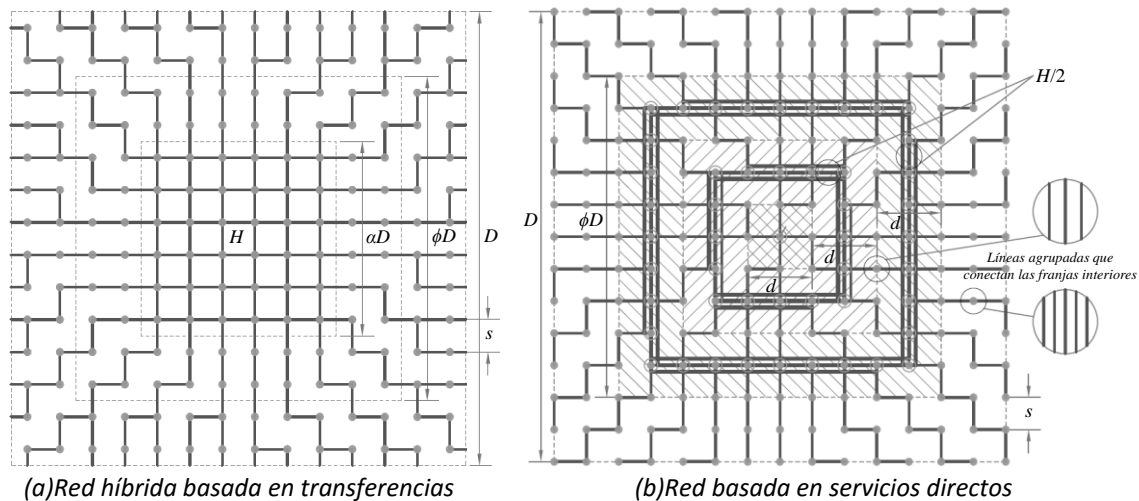 H
αD
ϕD
D
s
(a)Red híbrida basada en transferencias
D
ϕD
d
d
d
H/2
Líneas agrupadas que
conectan las franjas interiores
s
(b)Red basada en servicios directos